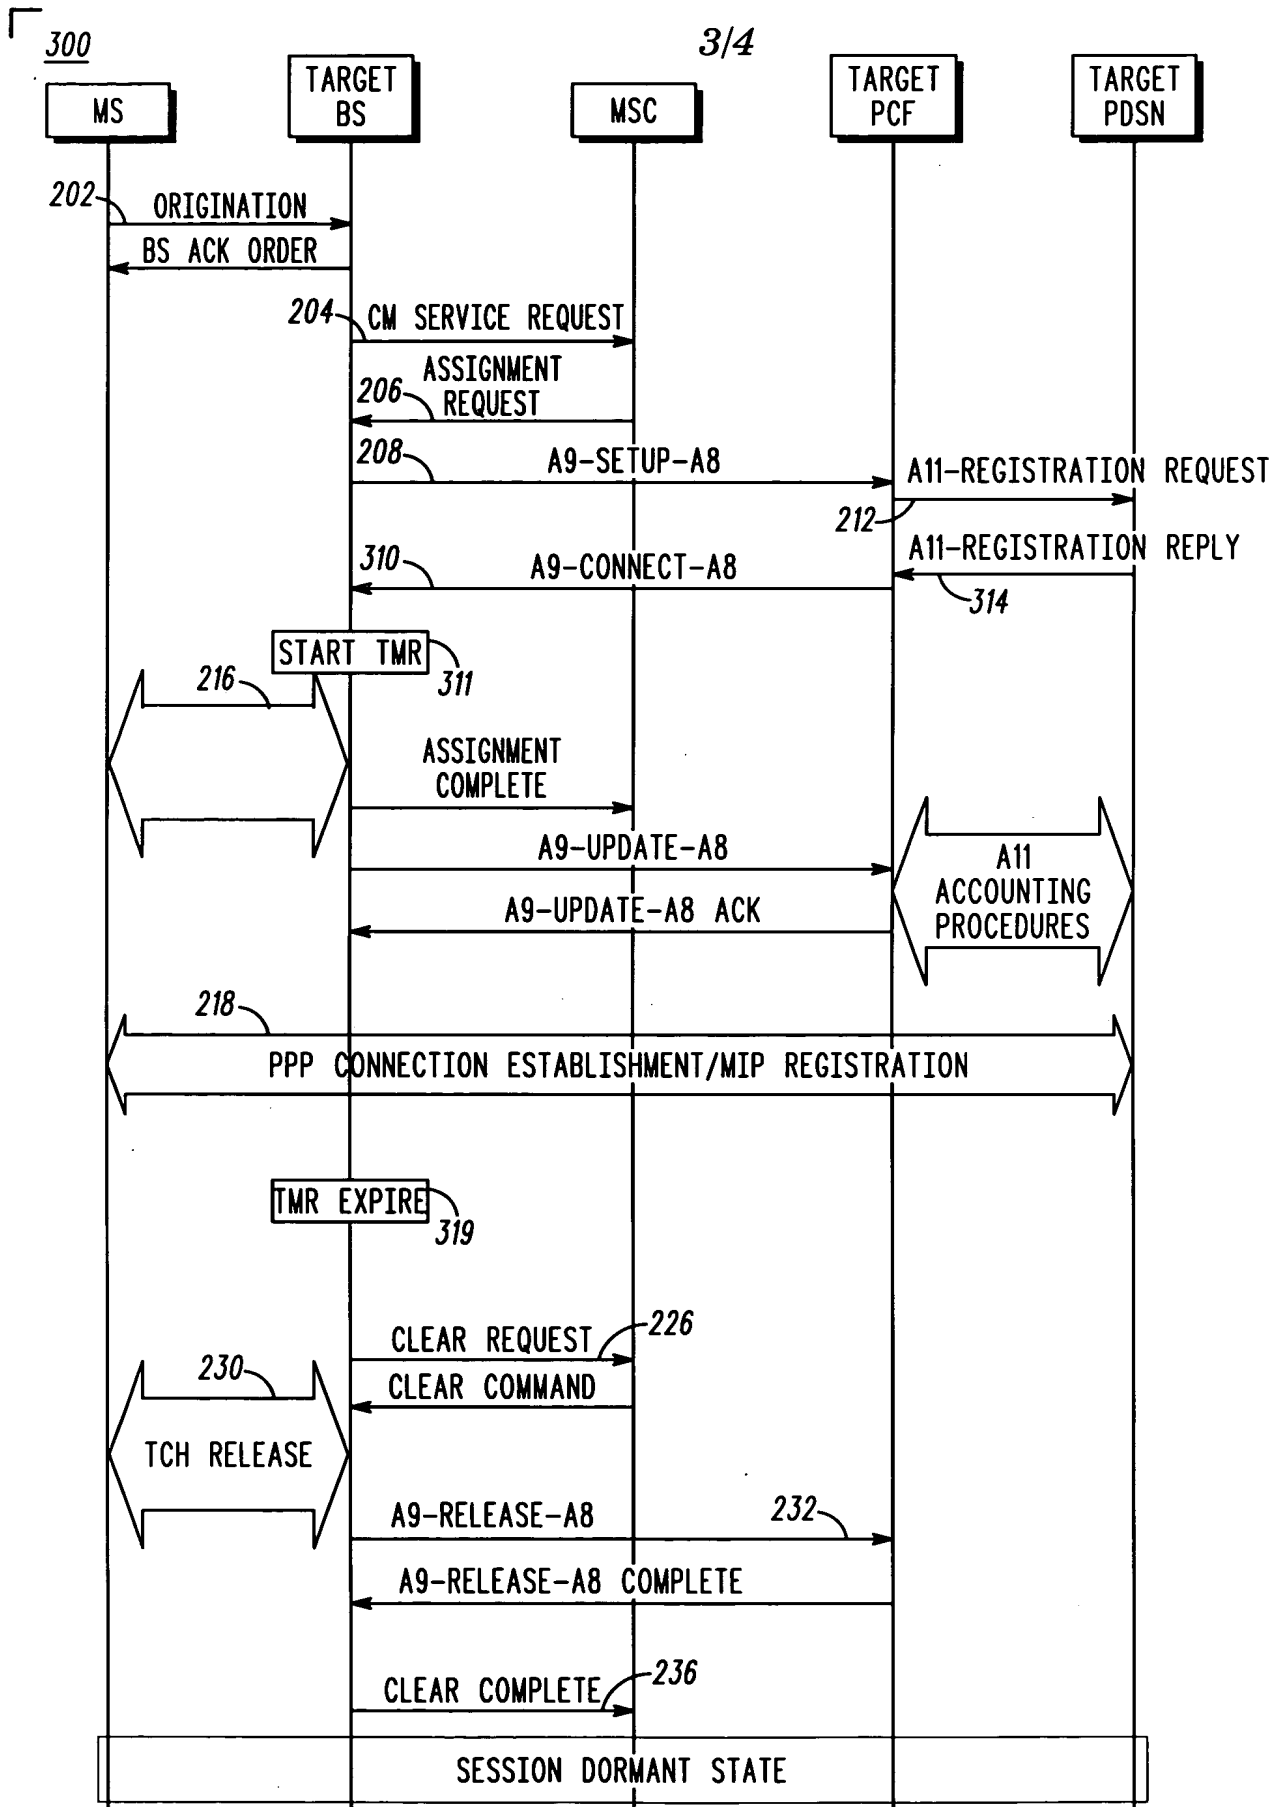 300
3/4
MS
TARGET
BS
MSC
TARGET
PCF
TARGET
PDSN
202
ORIGINATION
BS ACK ORDER
204
CM SERVICE REQUEST
ASSIGNMENT
REQUEST
206
208
A9-SETUP-A8
A11-REGISTRATION REQUEST
212
A11-REGISTRATION REPLY
310
A9-CONNECT-A8
314
START TMR
311
216
ASSIGNMENT
COMPLETE
A9-UPDATE-A8
A11
ACCOUNTING
PROCEDURES
A9-UPDATE-A8 ACK
218
PPP CONNECTION ESTABLISHMENT/MIP REGISTRATION
TMR EXPIRE
319
226
CLEAR REQUEST
230
CLEAR COMMAND
TCH RELEASE
A9-RELEASE-A8
232
A9-RELEASE-A8 COMPLETE
236
CLEAR COMPLETE
SESSION DORMANT STATE